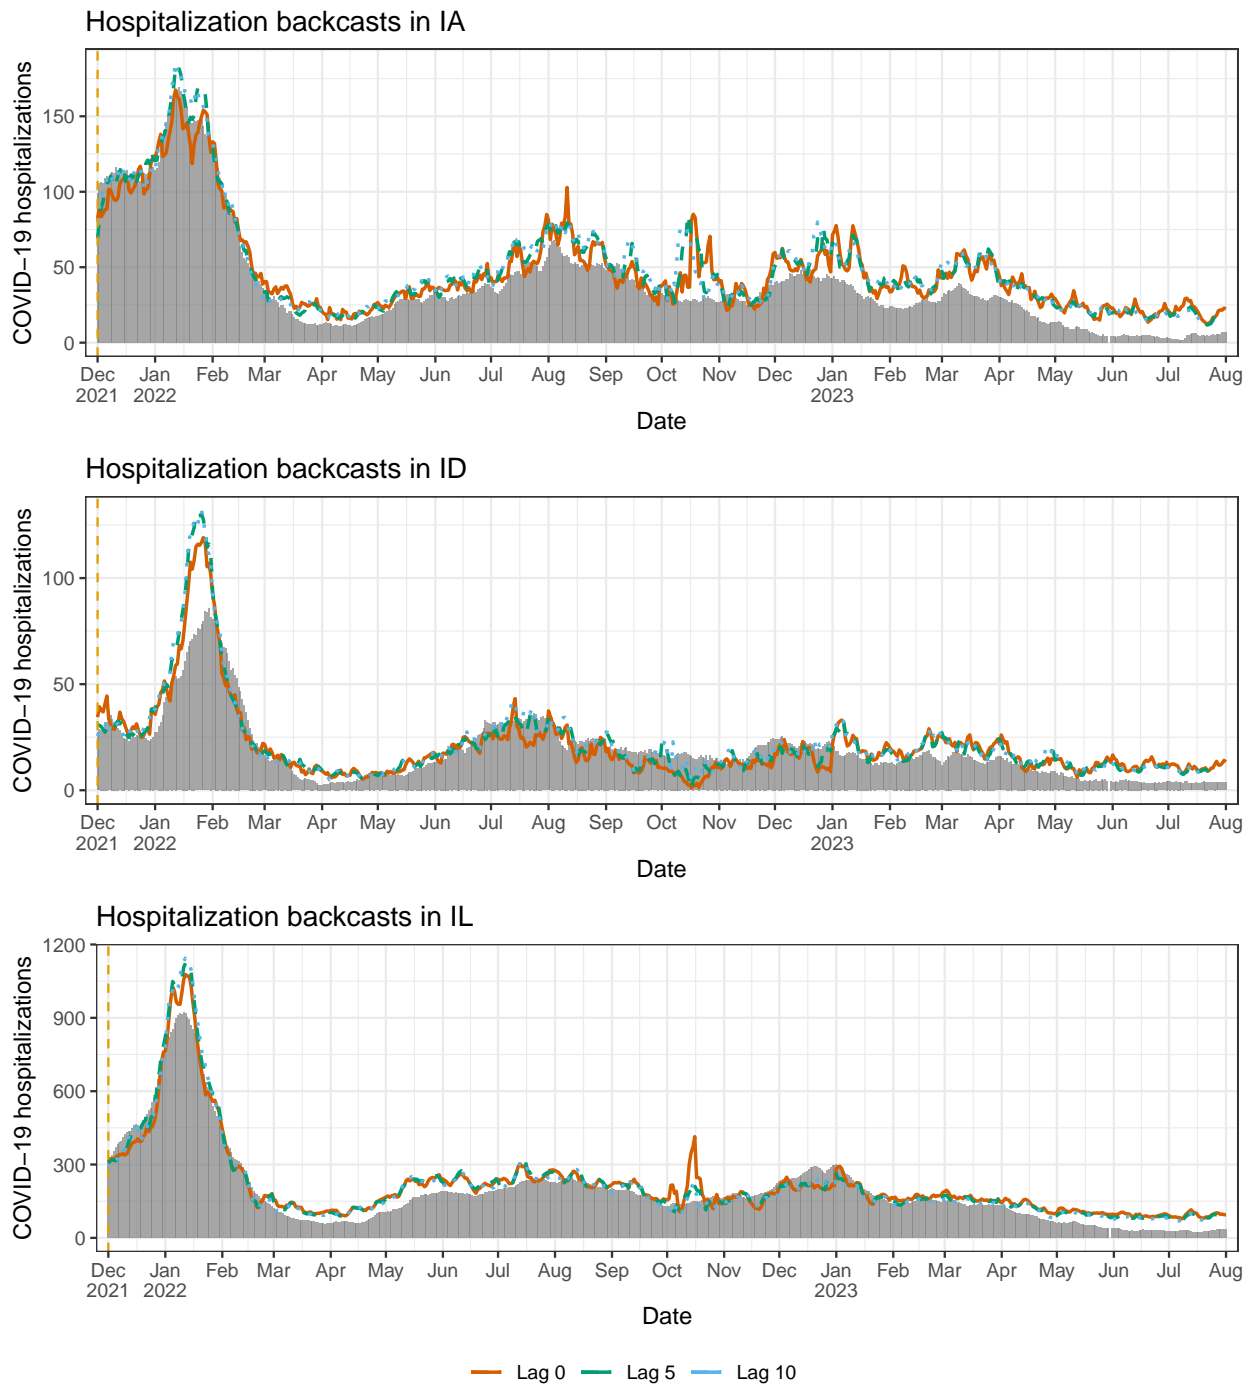 Hospitalization backcasts in IA
COVID−19 hospitalizations
150
100
50
0
Dec Jan Feb Mar Apr May Jun Jul Aug Sep Oct Nov Dec Jan Feb Mar Apr May Jun Jul Aug
2021 2022 2023
Date
Hospitalization backcasts in ID
COVID−19 hospitalizations
100
50
0
Dec Jan Feb Mar Apr May Jun Jul Aug Sep Oct Nov Dec Jan Feb Mar Apr May Jun Jul Aug
2021 2022 2023
Date
Hospitalization backcasts in IL
COVID−19 hospitalizations
1200
900
600
300
0
Dec Jan Feb Mar Apr May Jun Jul Aug Sep Oct Nov Dec Jan Feb Mar Apr May Jun Jul Aug
2021 2022 2023
Date
Lag 0 Lag 5 Lag 10